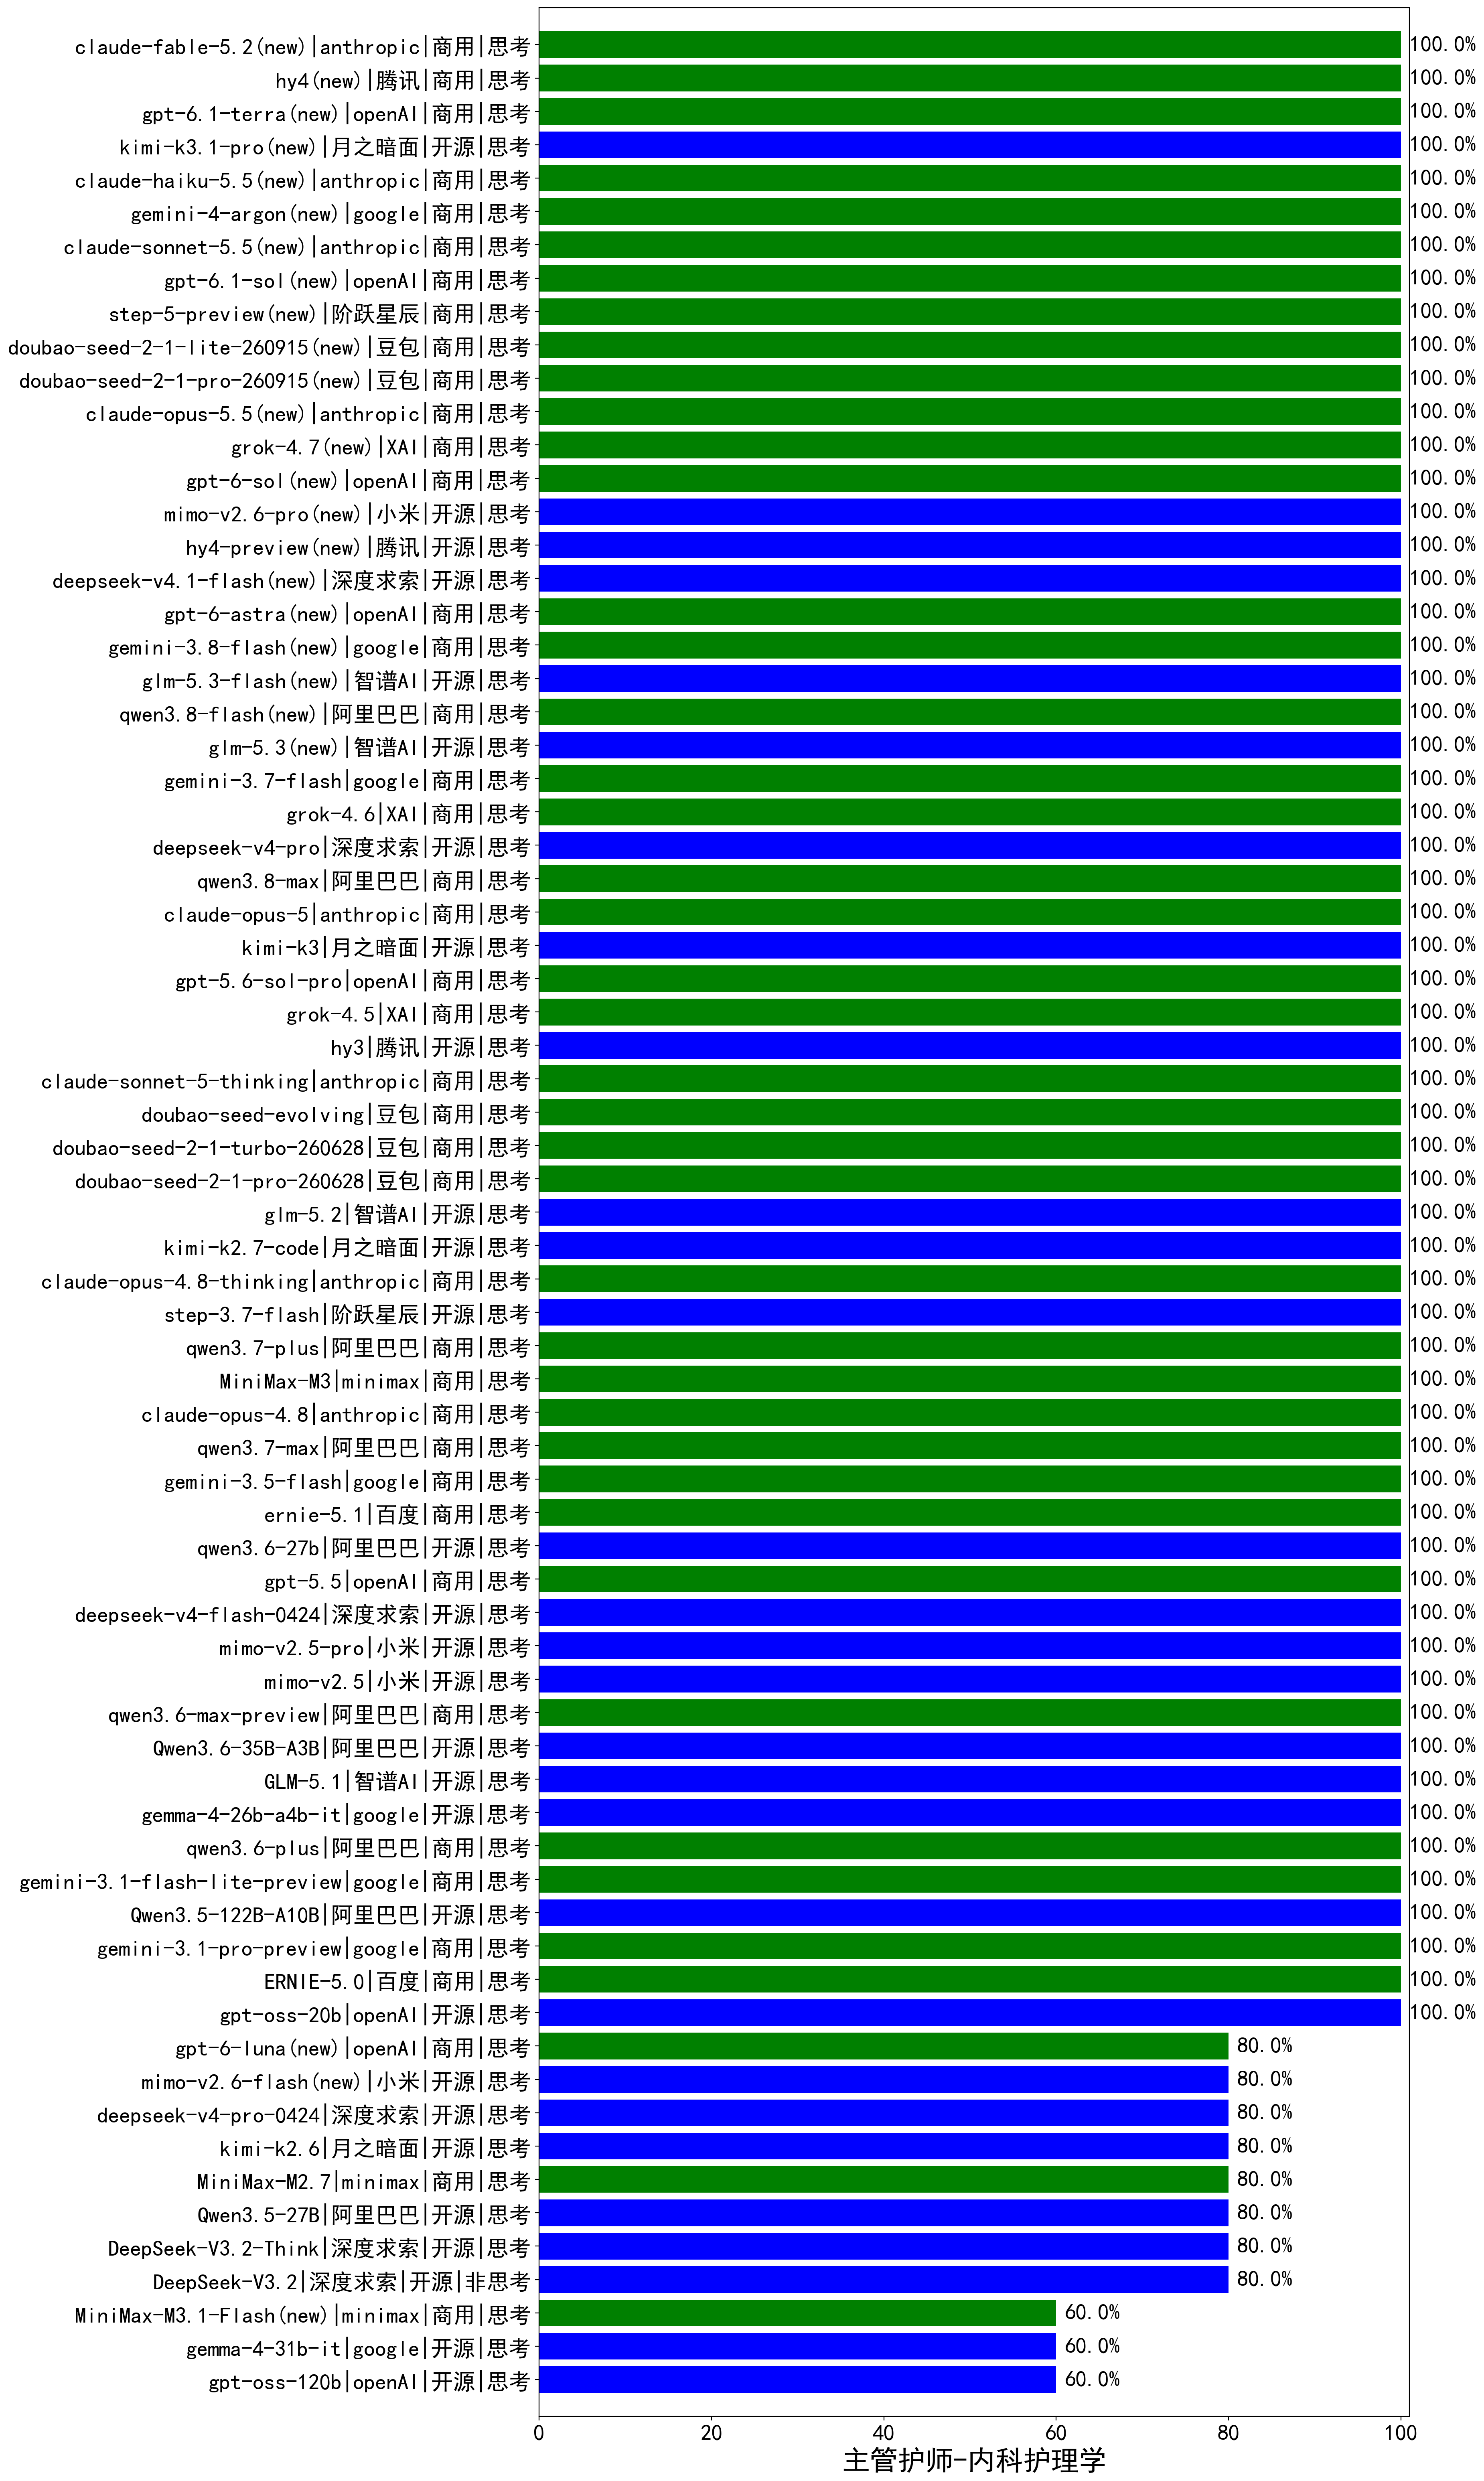 claude-fable-5.2(new)|anthropic|商用|思考 100.0%
hy4(new)|腾讯|商用|思考 100.0%
gpt-6.1-terra(new)|openAI|商用|思考 100.0%
kimi-k3.1-pro(new)|月之暗面|开源|思考 100.0%
claude-haiku-5.5(new)|anthropic|商用|思考 100.0%
gemini-4-argon(new)|google|商用|思考 100.0%
claude-sonnet-5.5(new)|anthropic|商用|思考 100.0%
gpt-6.1-sol(new)|openAI|商用|思考 100.0%
step-5-preview(new)|阶跃星辰|商用|思考 100.0%
doubao-seed-2-1-lite-260915(new)|豆包|商用|思考 100.0%
doubao-seed-2-1-pro-260915(new)|豆包|商用|思考 100.0%
claude-opus-5.5(new)|anthropic|商用|思考 100.0%
grok-4.7(new)|XAI|商用|思考 100.0%
gpt-6-sol(new)|openAI|商用|思考 100.0%
mimo-v2.6-pro(new)|小米|开源|思考 100.0%
hy4-preview(new)|腾讯|开源|思考 100.0%
deepseek-v4.1-flash(new)|深度求索|开源|思考 100.0%
gpt-6-astra(new)|openAI|商用|思考 100.0%
gemini-3.8-flash(new)|google|商用|思考 100.0%
glm-5.3-flash(new)|智谱AI|开源|思考 100.0%
qwen3.8-flash(new)|阿里巴巴|商用|思考 100.0%
glm-5.3(new)|智谱AI|开源|思考 100.0%
gemini-3.7-flash|google|商用|思考 100.0%
grok-4.6|XAI|商用|思考 100.0%
deepseek-v4-pro|深度求索|开源|思考 100.0%
qwen3.8-max|阿里巴巴|商用|思考 100.0%
claude-opus-5|anthropic|商用|思考 100.0%
kimi-k3|月之暗面|开源|思考 100.0%
gpt-5.6-sol-pro|openAI|商用|思考 100.0%
grok-4.5|XAI|商用|思考 100.0%
hy3|腾讯|开源|思考 100.0%
claude-sonnet-5-thinking|anthropic|商用|思考 100.0%
doubao-seed-evolving|豆包|商用|思考 100.0%
doubao-seed-2-1-turbo-260628|豆包|商用|思考 100.0%
doubao-seed-2-1-pro-260628|豆包|商用|思考 100.0%
glm-5.2|智谱AI|开源|思考 100.0%
kimi-k2.7-code|月之暗面|开源|思考 100.0%
claude-opus-4.8-thinking|anthropic|商用|思考 100.0%
step-3.7-flash|阶跃星辰|开源|思考 100.0%
qwen3.7-plus|阿里巴巴|商用|思考 100.0%
MiniMax-M3|minimax|商用|思考 100.0%
claude-opus-4.8|anthropic|商用|思考 100.0%
qwen3.7-max|阿里巴巴|商用|思考 100.0%
gemini-3.5-flash|google|商用|思考 100.0%
ernie-5.1|百度|商用|思考 100.0%
qwen3.6-27b|阿里巴巴|开源|思考 100.0%
gpt-5.5|openAI|商用|思考 100.0%
deepseek-v4-flash-0424|深度求索|开源|思考 100.0%
mimo-v2.5-pro|小米|开源|思考 100.0%
mimo-v2.5|小米|开源|思考 100.0%
qwen3.6-max-preview|阿里巴巴|商用|思考 100.0%
Qwen3.6-35B-A3B|阿里巴巴|开源|思考 100.0%
GLM-5.1|智谱AI|开源|思考 100.0%
gemma-4-26b-a4b-it|google|开源|思考 100.0%
qwen3.6-plus|阿里巴巴|商用|思考 100.0%
gemini-3.1-flash-lite-preview|google|商用|思考 100.0%
Qwen3.5-122B-A10B|阿里巴巴|开源|思考 100.0%
gemini-3.1-pro-preview|google|商用|思考 100.0%
ERNIE-5.0|百度|商用|思考 100.0%
gpt-oss-20b|openAI|开源|思考 100.0%
gpt-6-luna(new)|openAI|商用|思考 80.0%
mimo-v2.6-flash(new)|小米|开源|思考 80.0%
deepseek-v4-pro-0424|深度求索|开源|思考 80.0%
kimi-k2.6|月之暗面|开源|思考 80.0%
MiniMax-M2.7|minimax|商用|思考 80.0%
Qwen3.5-27B|阿里巴巴|开源|思考 80.0%
DeepSeek-V3.2-Think|深度求索|开源|思考 80.0%
DeepSeek-V3.2|深度求索|开源|非思考 80.0%
MiniMax-M3.1-Flash(new)|minimax|商用|思考 60.0%
gemma-4-31b-it|google|开源|思考 60.0%
gpt-oss-120b|openAI|开源|思考 60.0%
0 20 40 60 80 100
主管护师-内科护理学